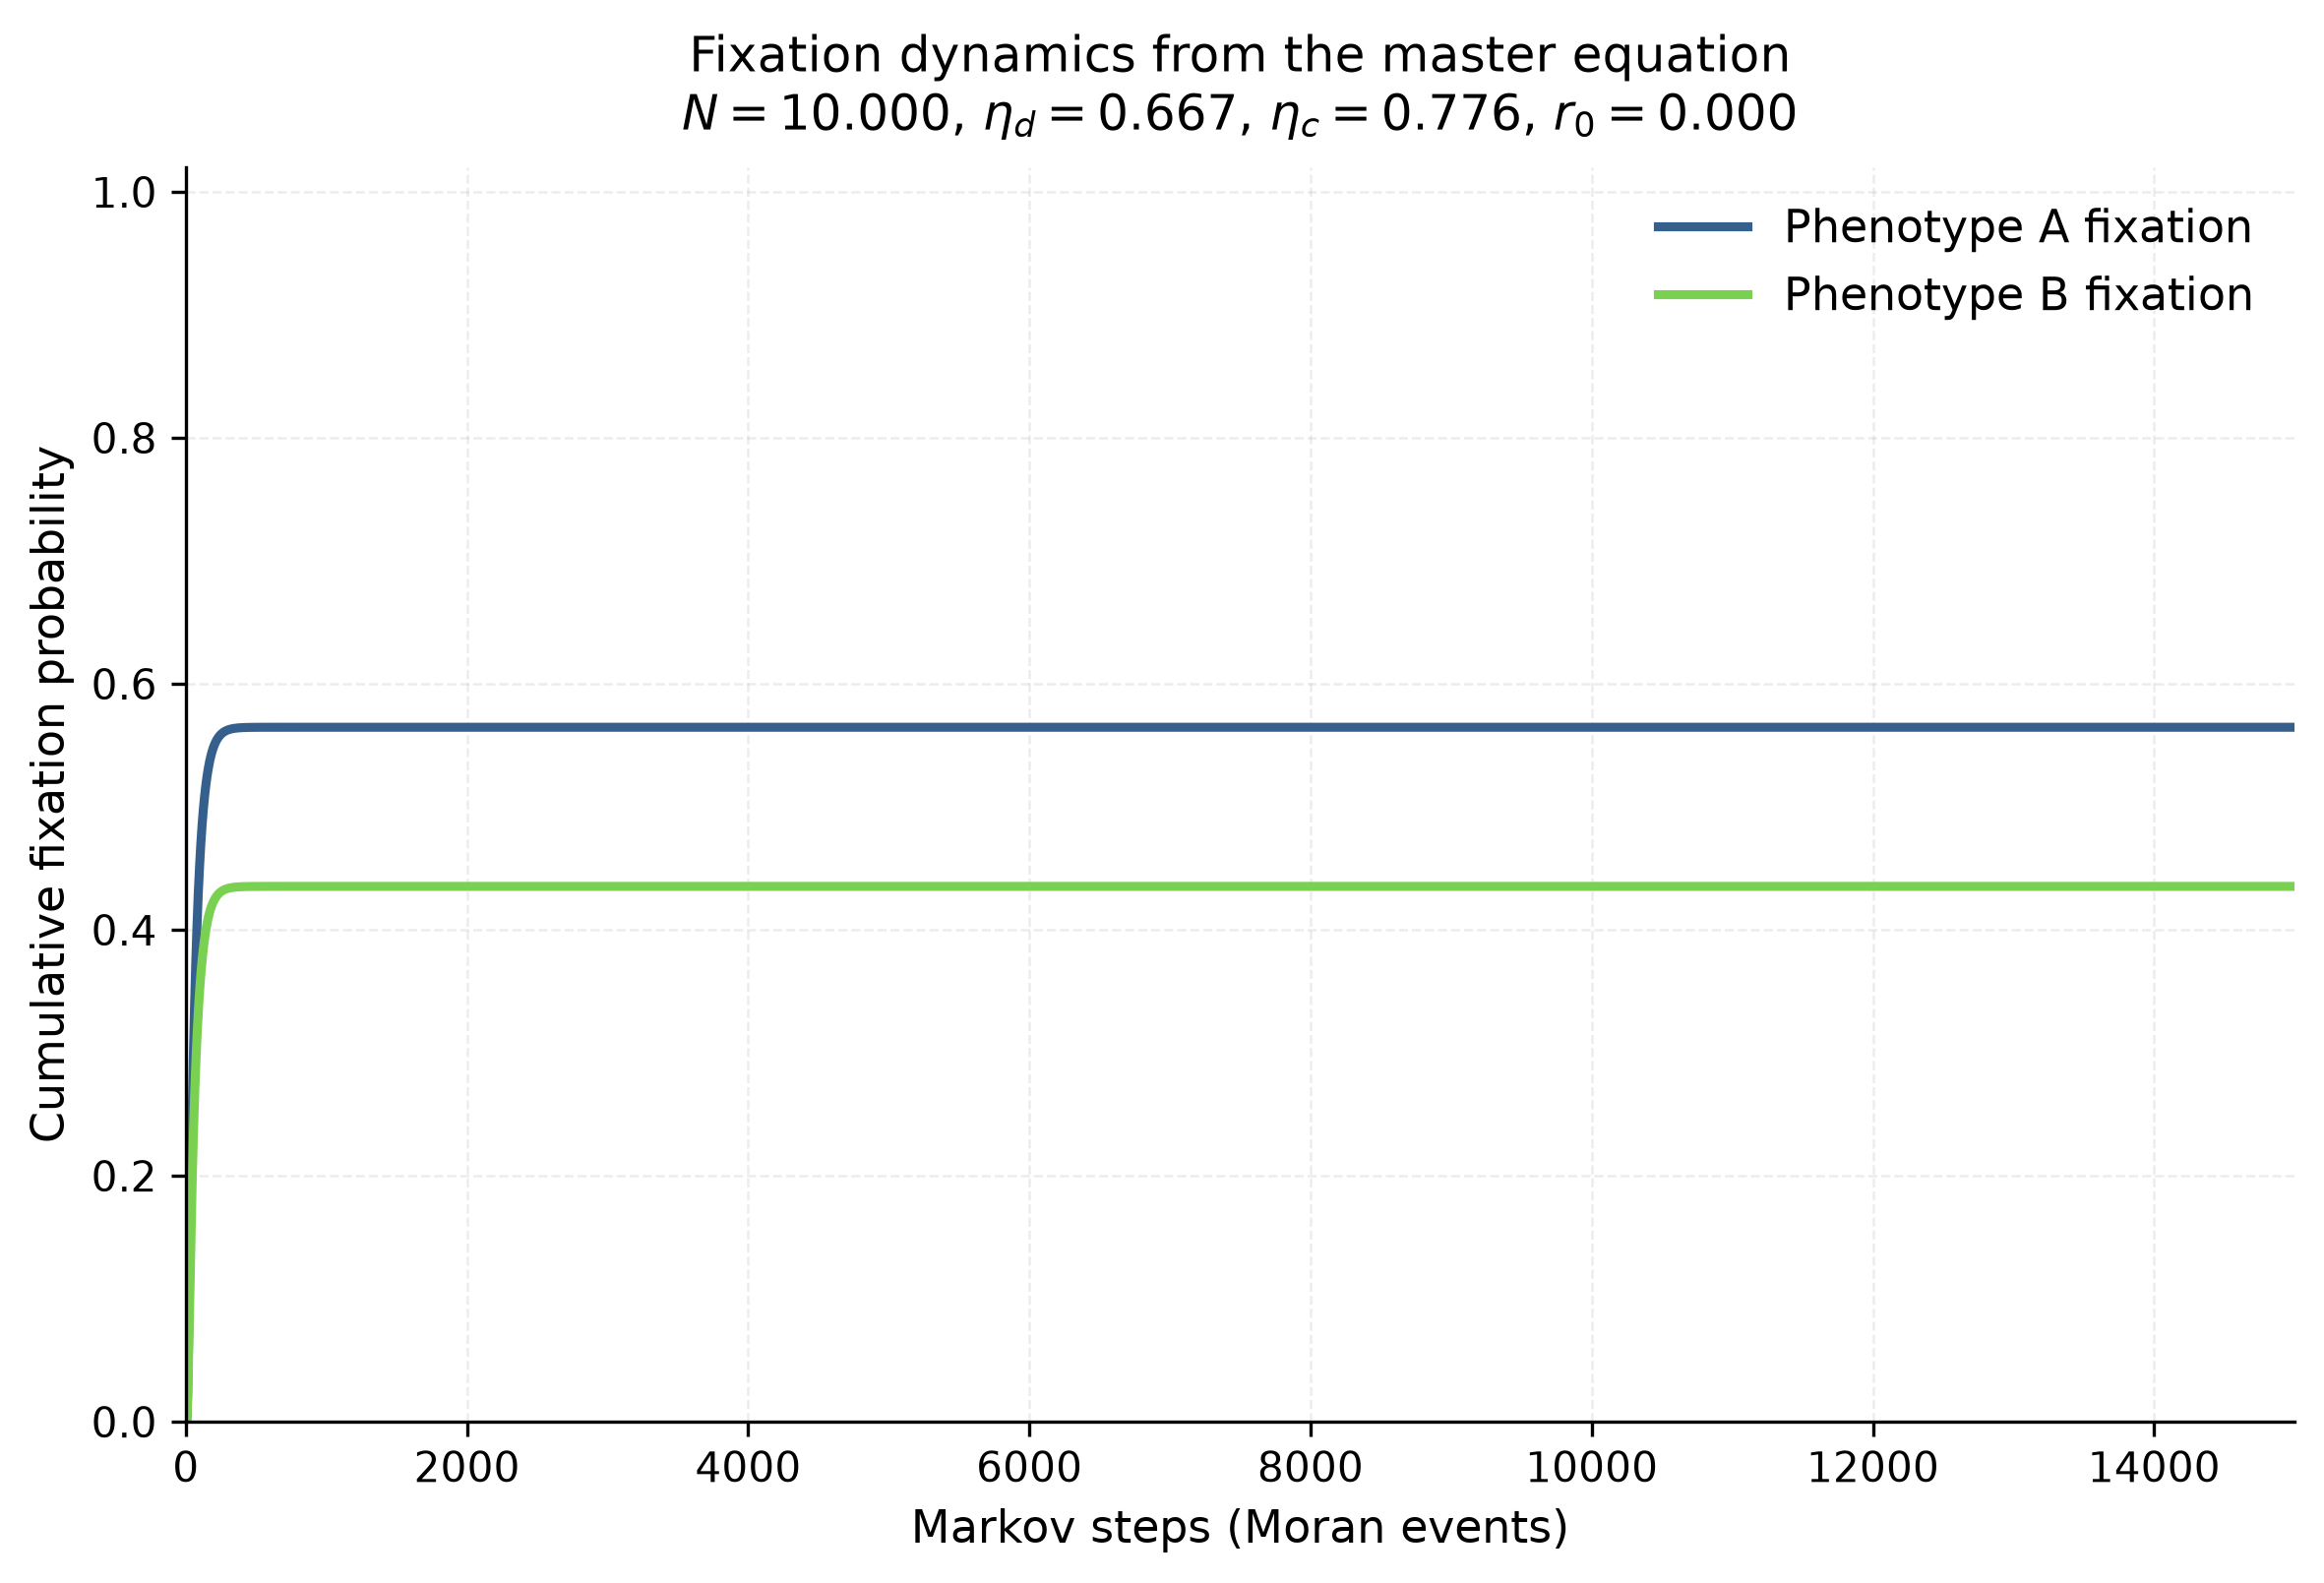 Fixation dynamics from the master equation
N = 10.000, η_d = 0.667, η_c = 0.776, r_0 = 0.000
Phenotype A fixation
Phenotype B fixation
Cumulative fixation probability
1.0
0.8
0.6
0.4
0.2
0.0
0 2000 4000 6000 8000 10000 12000 14000
Markov steps (Moran events)